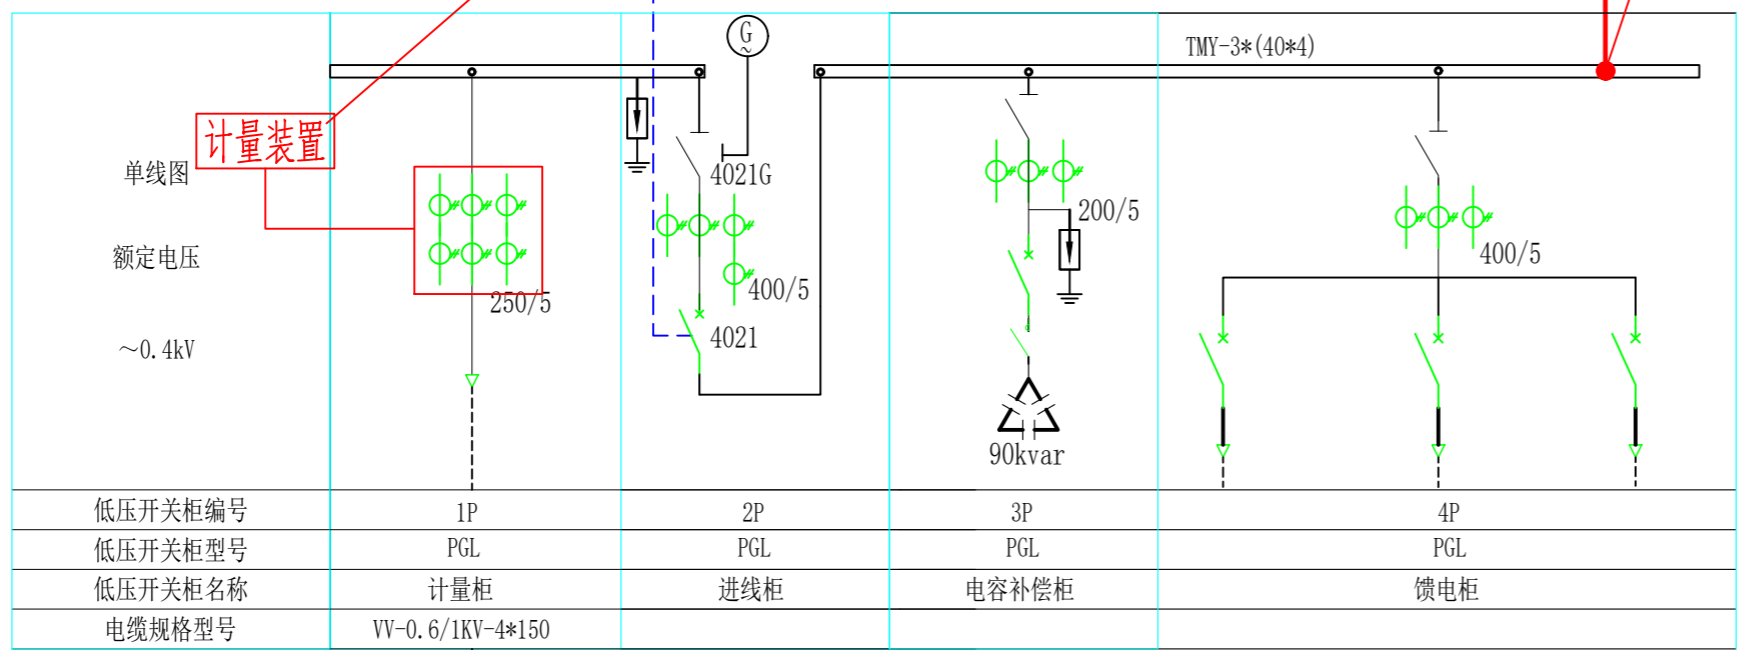 G
~
TMY-3*(40*4)
计量装置
单线图
4021G
200/5
额定电压
400/5
400/5
250/5
4021
～0.4kV
90kvar
低压开关柜编号 1P 2P 3P 4P
低压开关柜型号 PGL PGL PGL PGL
低压开关柜名称 计量柜 进线柜 电容补偿柜 馈电柜
电缆规格型号 VV-0.6/1KV-4*150